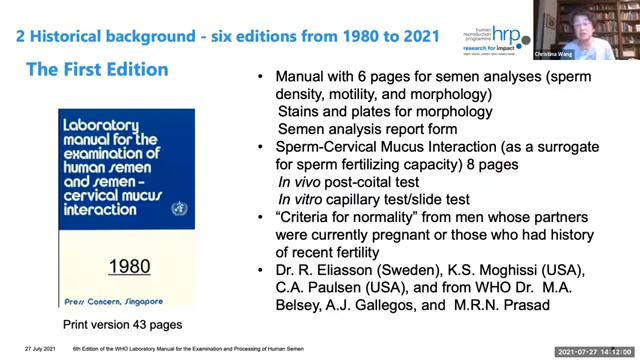 2 Historical background - six editions from 1980 to 2021
human
reproduction
programme
hrp
research for impact
Christina Wang
The First Edition
Laboratory
manual for the
examination of
human semen
and semen-
cervical mucus
interaction
1980
Press Concern, Singapore
Print version 43 pages
• Manual with 6 pages for semen analyses (sperm
density, motility, and morphology)
Stains and plates for morphology
Semen analysis report form
• Sperm-Cervical Mucus Interaction (as a surrogate
for sperm fertilizing capacity) 8 pages
In vivo post-coital test
In vitro capillary test/slide test
• “Criteria for normality” from men whose partners
were currently pregnant or those who had history
of recent fertility
• Dr. R. Eliasson (Sweden), K.S. Moghissi (USA),
C.A. Paulsen (USA), and from WHO Dr. M.A.
Belsey, A.J. Gallegos, and M.R.N. Prasad
27 July 2021
6th Edition of the WHO Laboratory Manual for the Examination and Processing of Human Semen
2021-07-27 14:12:00